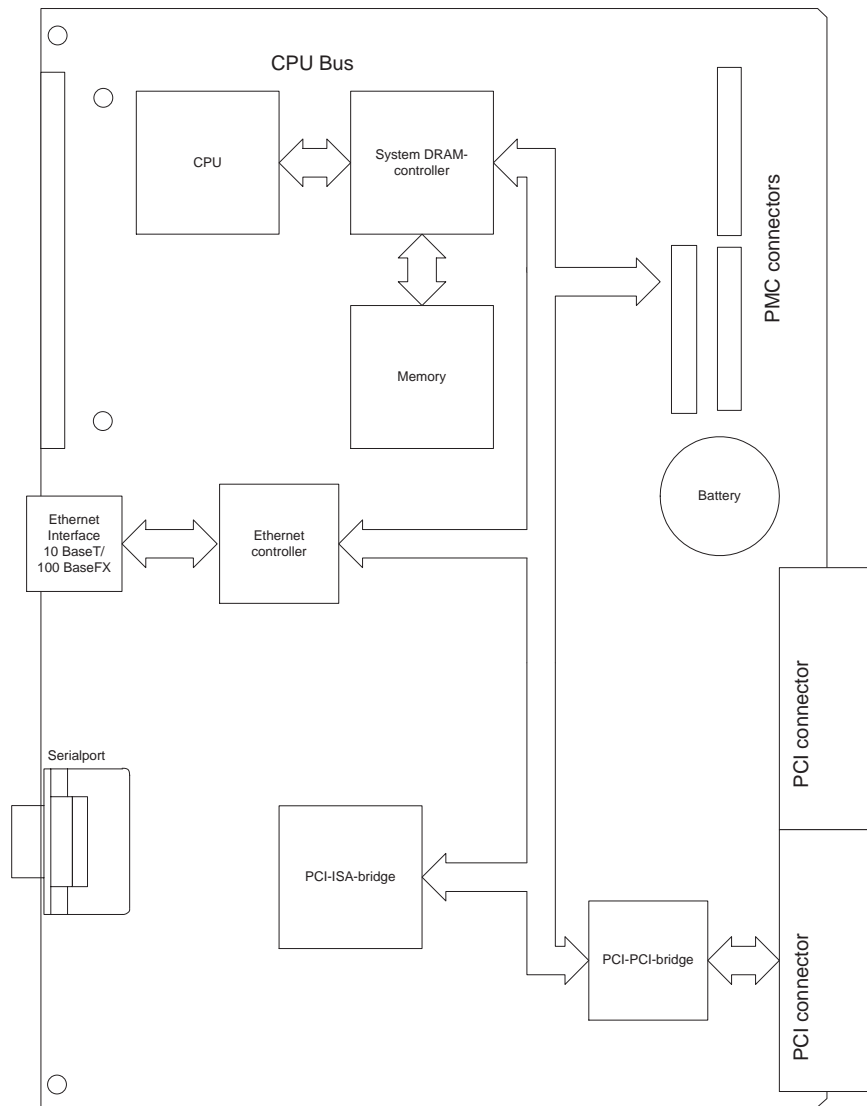 CPU Bus
CPU
System DRAM-
controller
PMC connectors
Memory
Battery
Ethernet
Interface
10 BaseT/
100 BaseFX
Ethernet
controller
PCI connector
Serialport
PCI-ISA-bridge
PCI-PCI-bridge
PCI connector